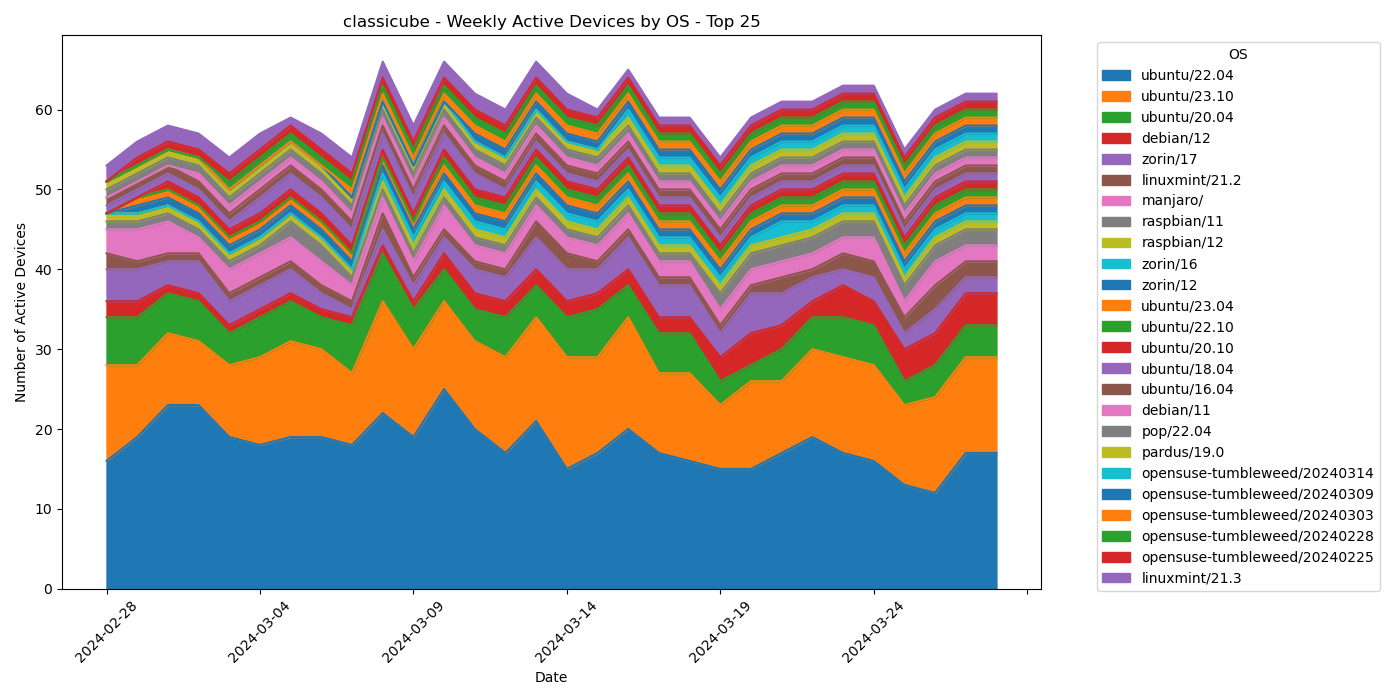 classicube - Weekly Active Devices by OS - Top 25
Number of Active Devices
60
50
40
30
20
10
0
2024-02-28
2024-03-04
2024-03-09
2024-03-14
2024-03-19
2024-03-24
Date
OS
ubuntu/22.04
ubuntu/23.10
ubuntu/20.04
debian/12
zorin/17
linuxmint/21.2
manjaro/
raspbian/11
raspbian/12
zorin/16
zorin/12
ubuntu/23.04
ubuntu/22.10
ubuntu/20.10
ubuntu/18.04
ubuntu/16.04
debian/11
pop/22.04
pardus/19.0
opensuse-tumbleweed/20240314
opensuse-tumbleweed/20240309
opensuse-tumbleweed/20240303
opensuse-tumbleweed/20240228
opensuse-tumbleweed/20240225
linuxmint/21.3